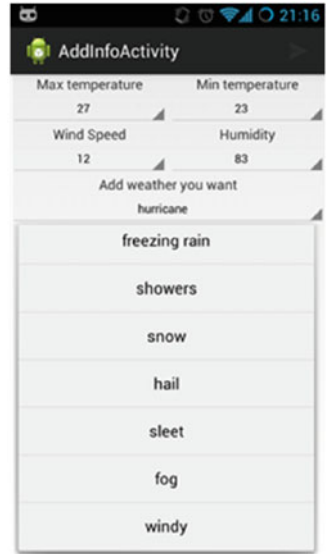 21:16
AddInfoActivity
Max temperature Min temperature
27 23
Wind Speed Humidity
12 83
Add weather you want
hurricane
freezing rain
showers
snow
hail
sleet
fog
windy